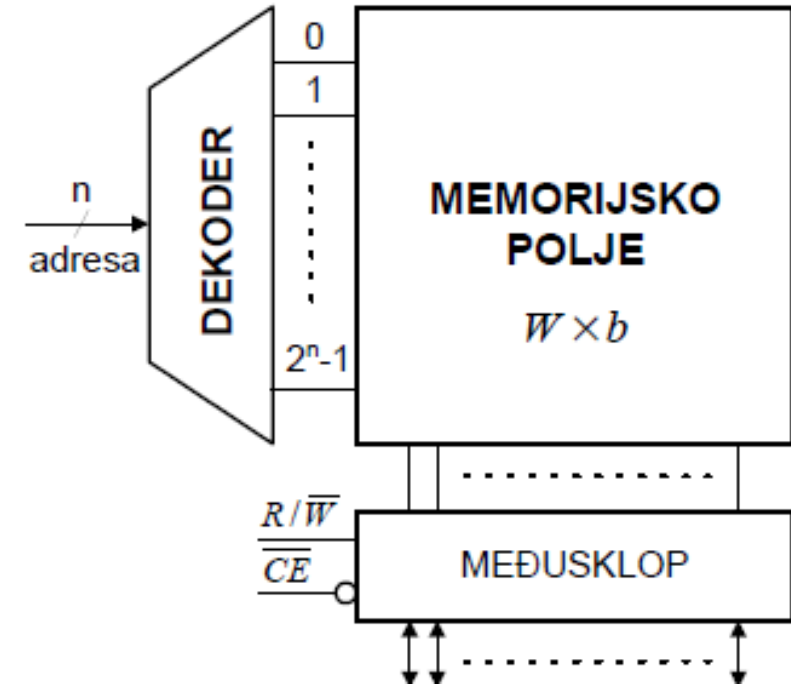 0
1
n
adresa
DEKODER
2ⁿ-1
MEMORIJSKO
POLJE
W × b
R / W̅
C̅E̅
MEĐUSKLOP